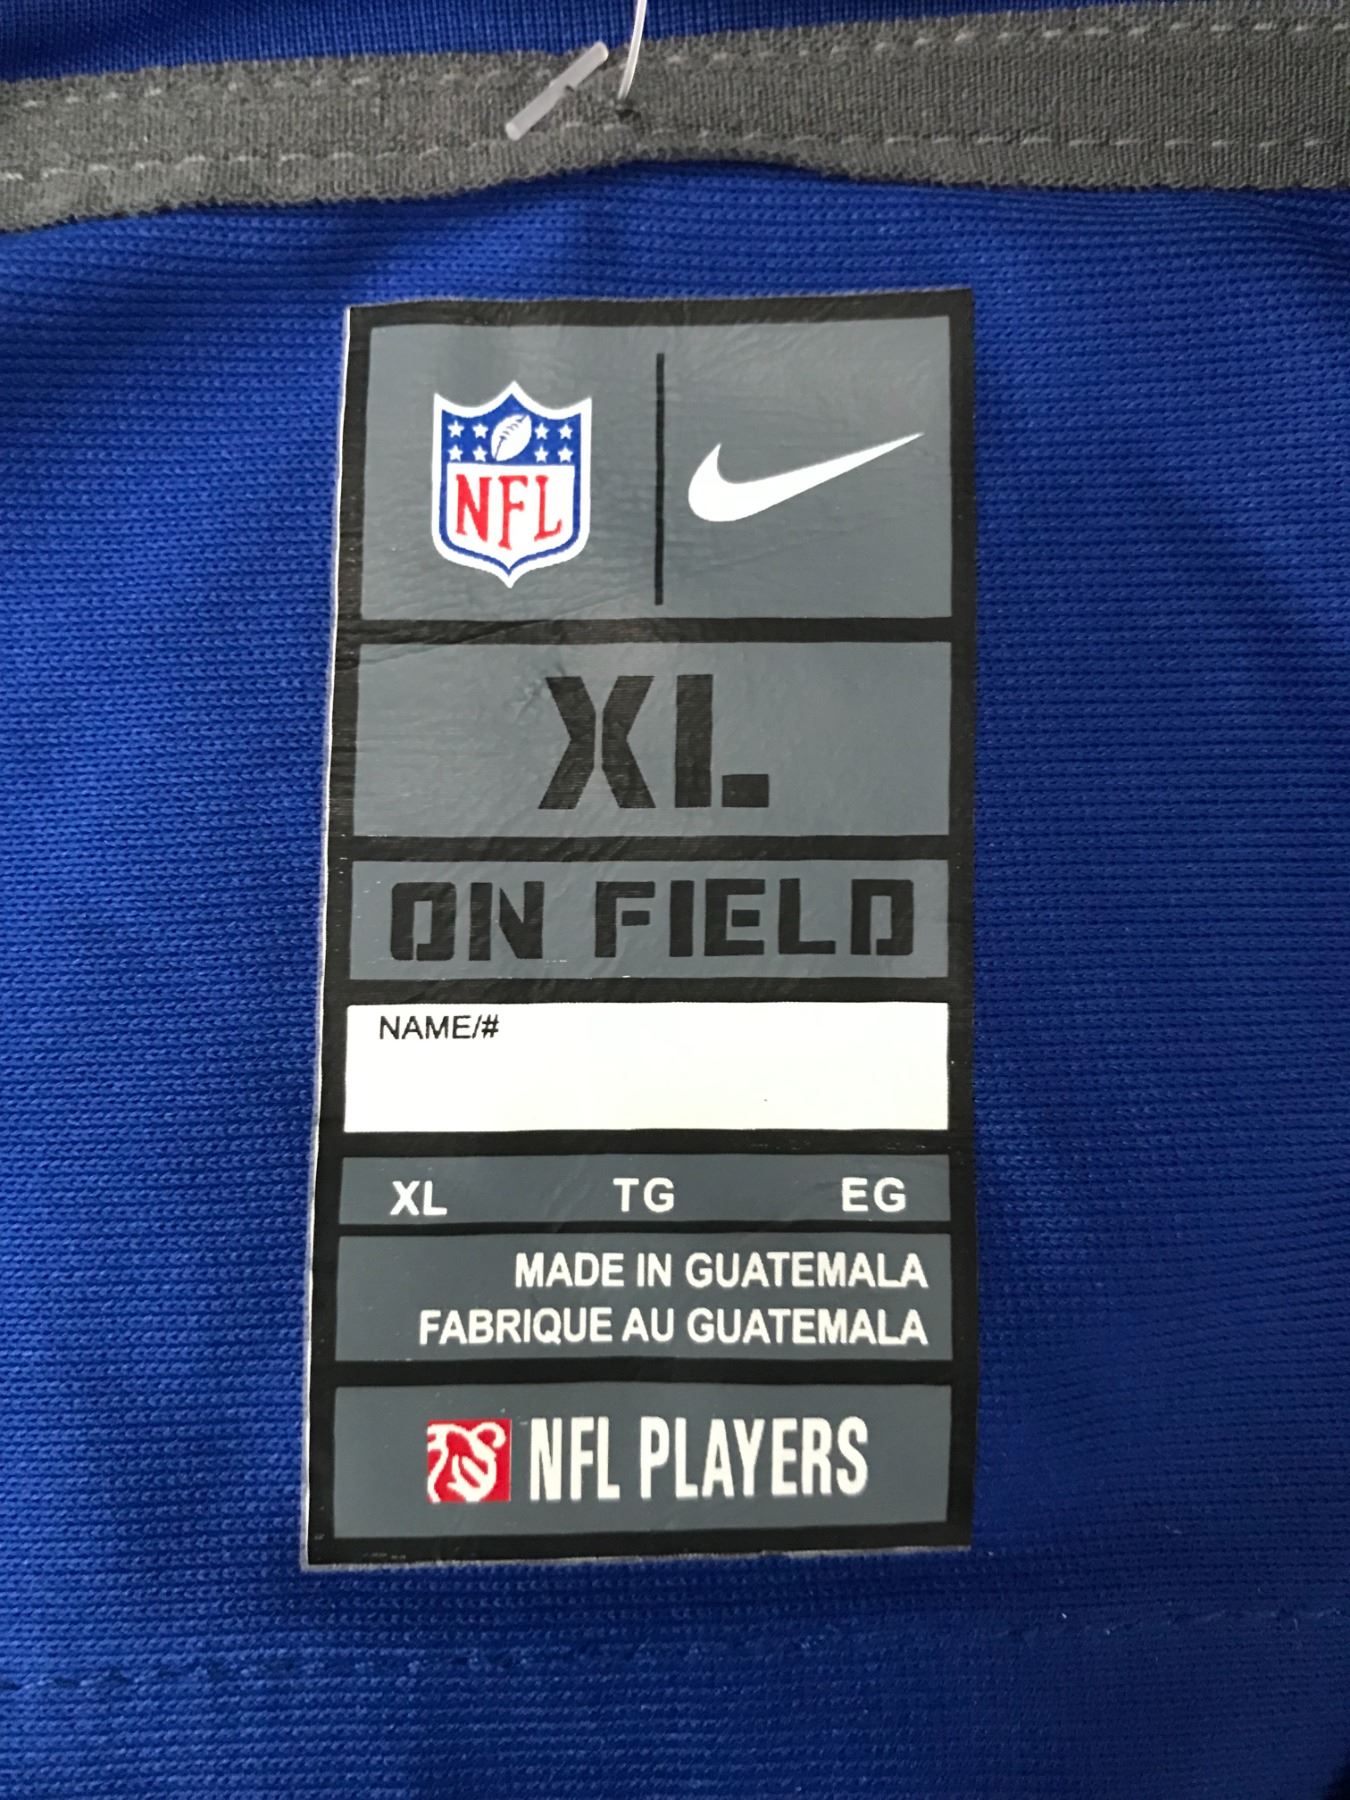 NFL
XL
ON FIELD
NAME/#
XL TG EG
MADE IN GUATEMALA
FABRIQUE AU GUATEMALA
NFL PLAYERS